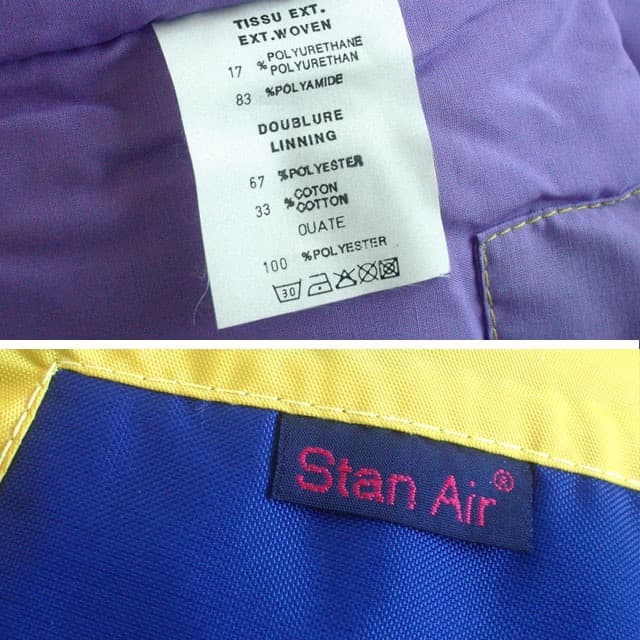 TISSU EXT.
EXT.WOVEN
17 % POLYURETHANE
POLYURETHAN
83 %POLYAMIDE
DOUBLURE
LINNING
67 %POLYESTER
33 % COTON
COTTON
OUATE
100 %POLYESTER
30
Stan Air®